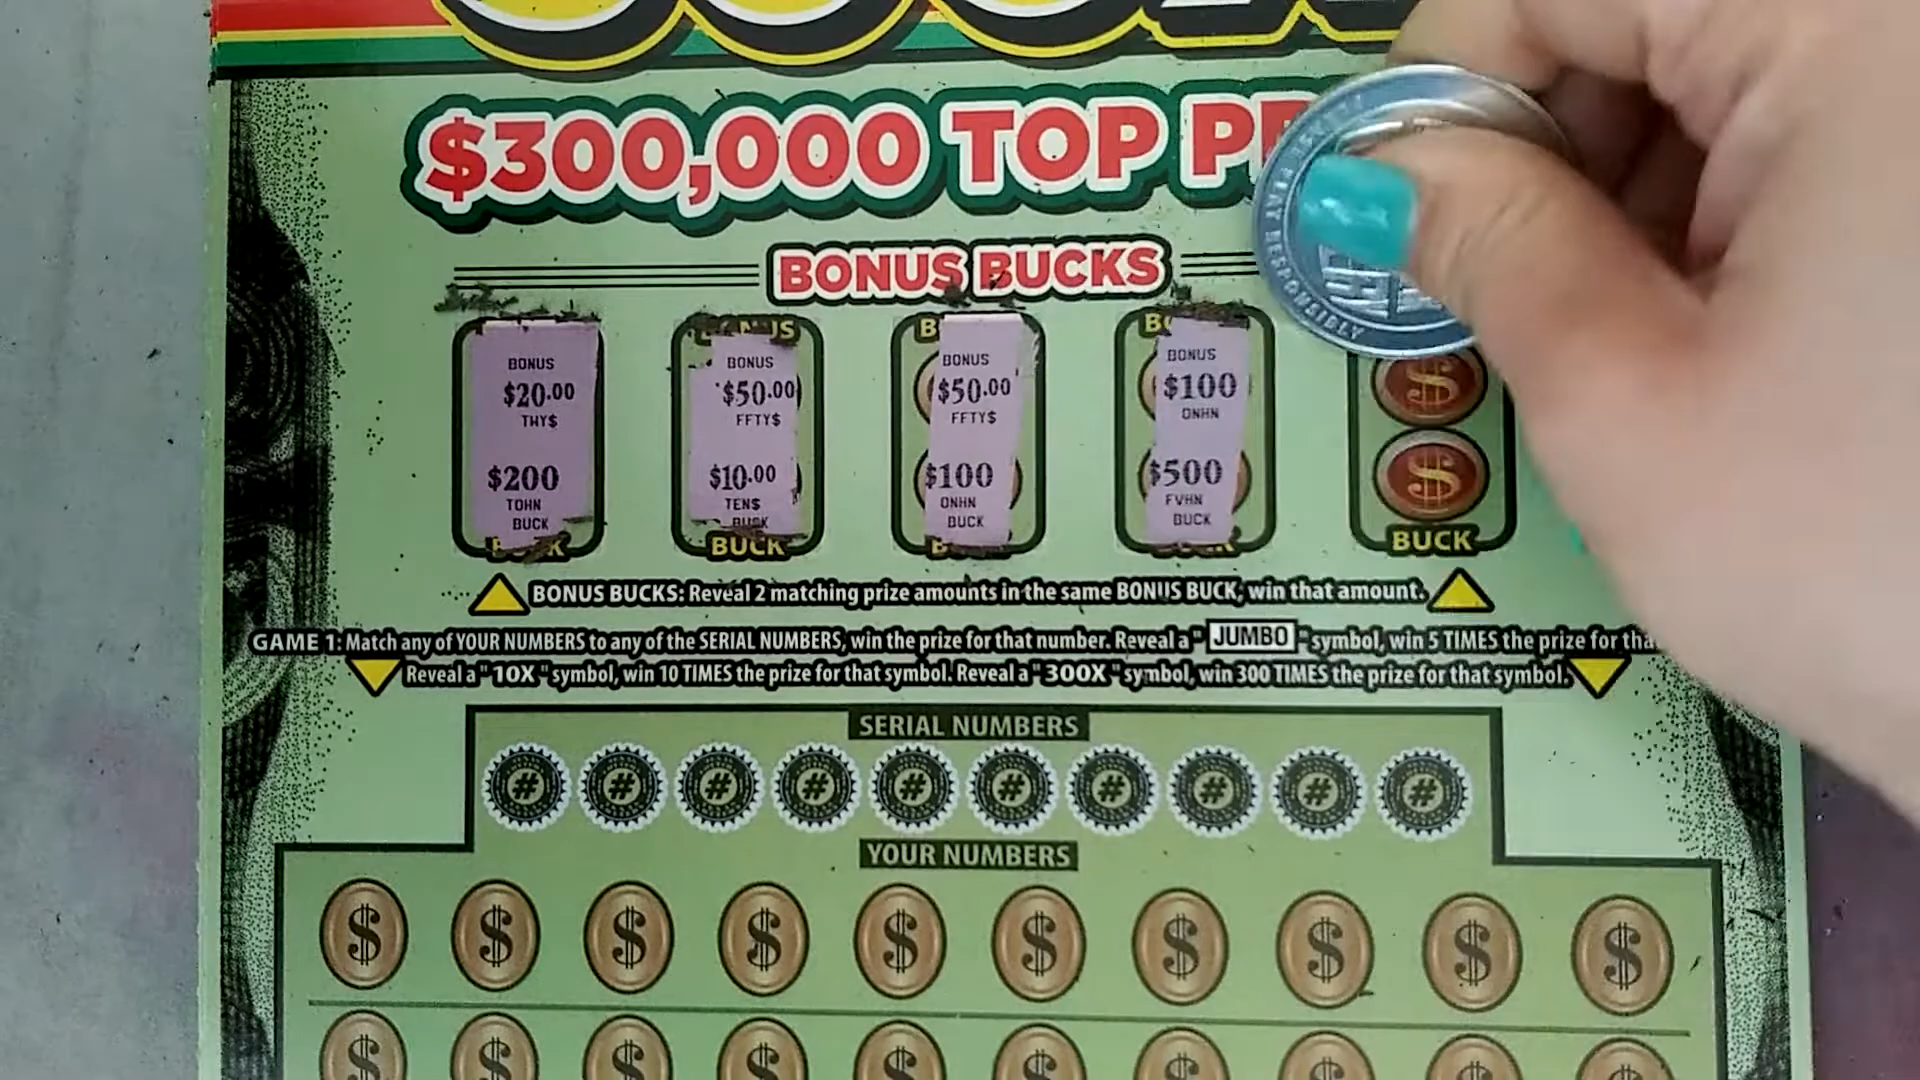 $300,000 TOP
BONUS BUCKS
BONUS
$20.00
TWY$
$200
TOHN
BUCK
BONUS
$50.00
FFTY$
$10.00
TEN$
BUCK
BUCK
BONUS
$50.00
FFTY$
$100
ONHN
BUCK
BONUS
$100
ONHN
$500
FVHN
BUCK
$
$
BUCK
RESPONSIBLY
BONUS BUCKS: Reveal 2 matching prize amounts in the same BONUS BUCK, win that amount.
GAME 1: Match any of YOUR NUMBERS to any of the SERIAL NUMBERS, win the prize for that number. Reveal a "JUMBO" symbol, win 5 TIMES the prize for
Reveal a "10X" symbol, win 10 TIMES the prize for that symbol. Reveal a "300X" symbol, win 300 TIMES the prize for that symbol.
SERIAL NUMBERS
# # # # # # # # # #
YOUR NUMBERS
$ $ $ $ $ $ $ $ $ $
$ $ $ $ $ $ $ $ $ $